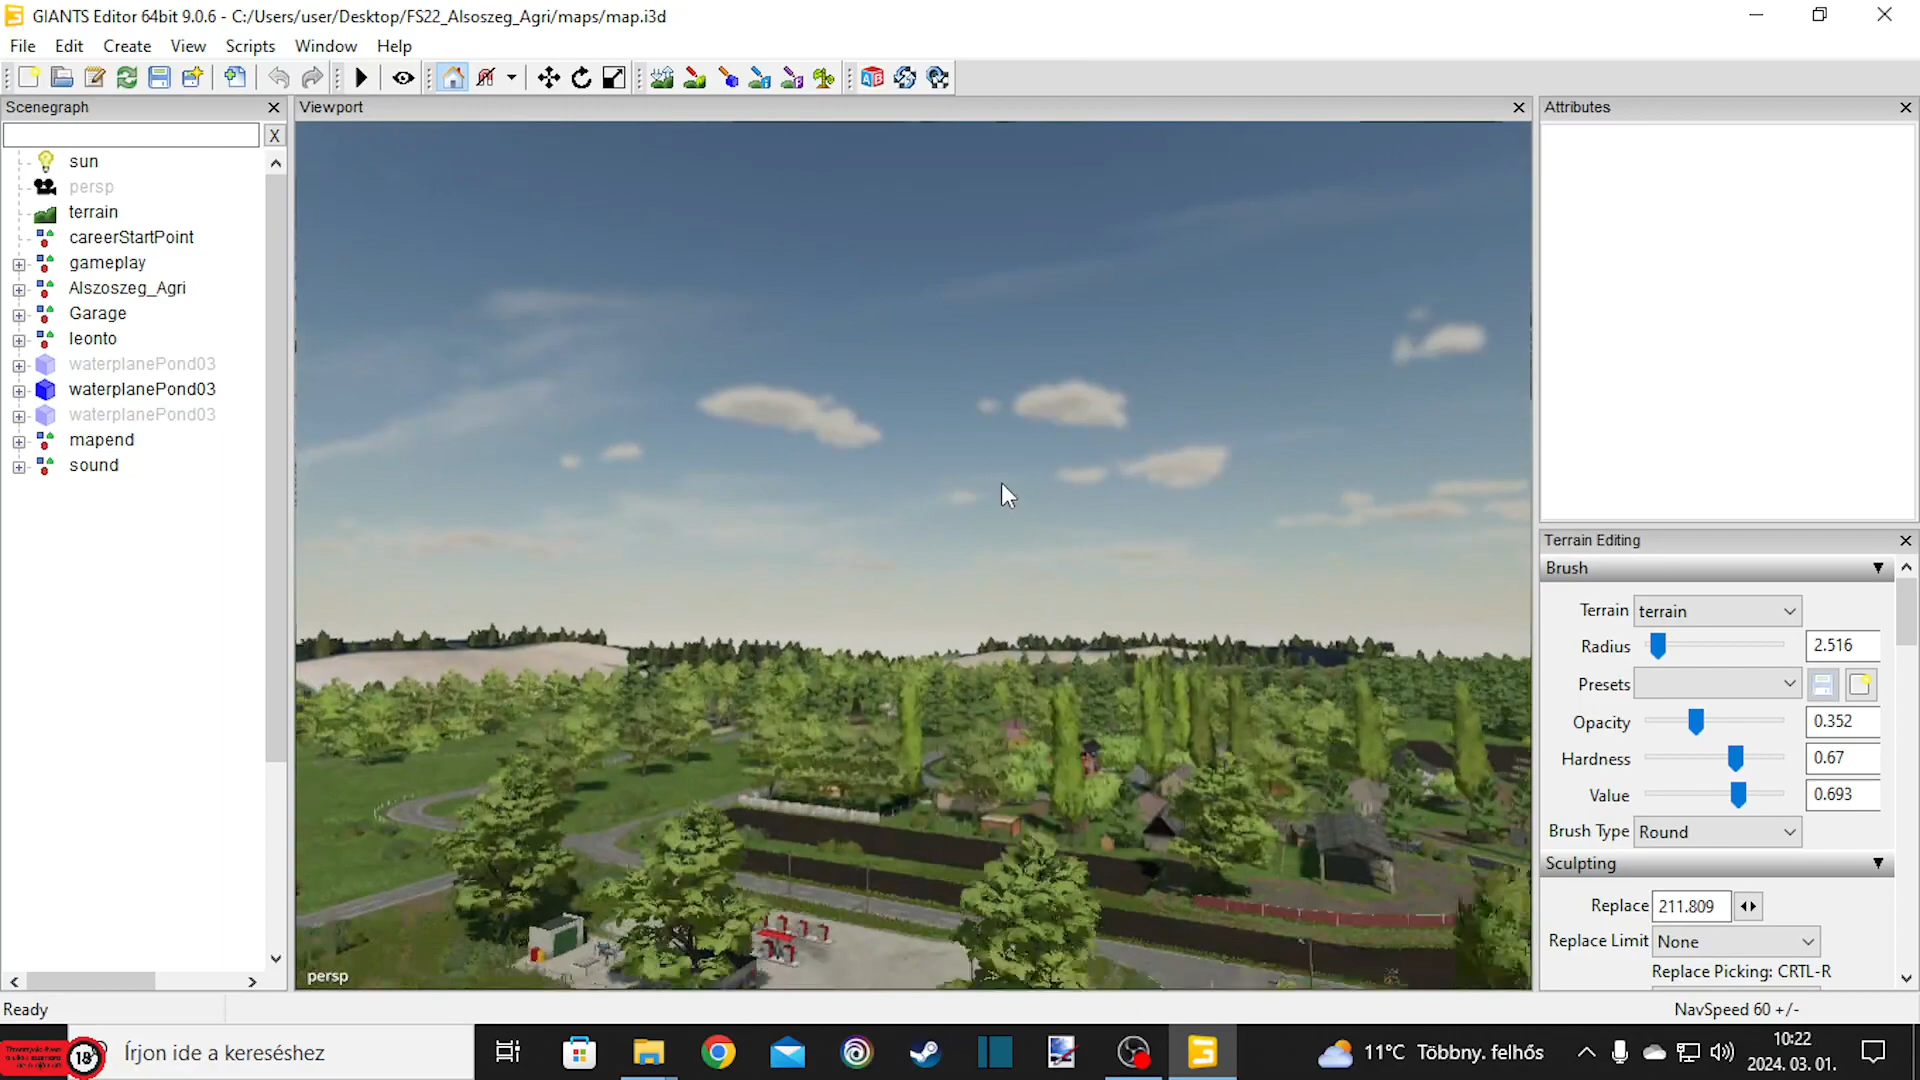 GIANTS Editor 64bit 9.0.6 - C:/Users/user/Desktop/FS22_Alsoszeg_Agri/maps/map.i3d
File Edit Create View Scripts Window Help
Scenegraph
X
sun
persp
terrain
careerStartPoint
gameplay
Alszoszeg_Agri
Garage
leonto
waterplanePond03
waterplanePond03
waterplanePond03
mapend
sound
Viewport
persp
Attributes
Terrain Editing
Brush
Terrain terrain
Radius 2.516
Presets
Opacity 0.352
Hardness 0.67
Value 0.693
Brush Type Round
Sculpting
Replace 211.809
Replace Limit None
Replace Picking: CRTL-R
Ready
NavSpeed 60 +/-
18
Írjon ide a kereséshez
11°C Többny. felhős
10:22
2024. 03. 01.